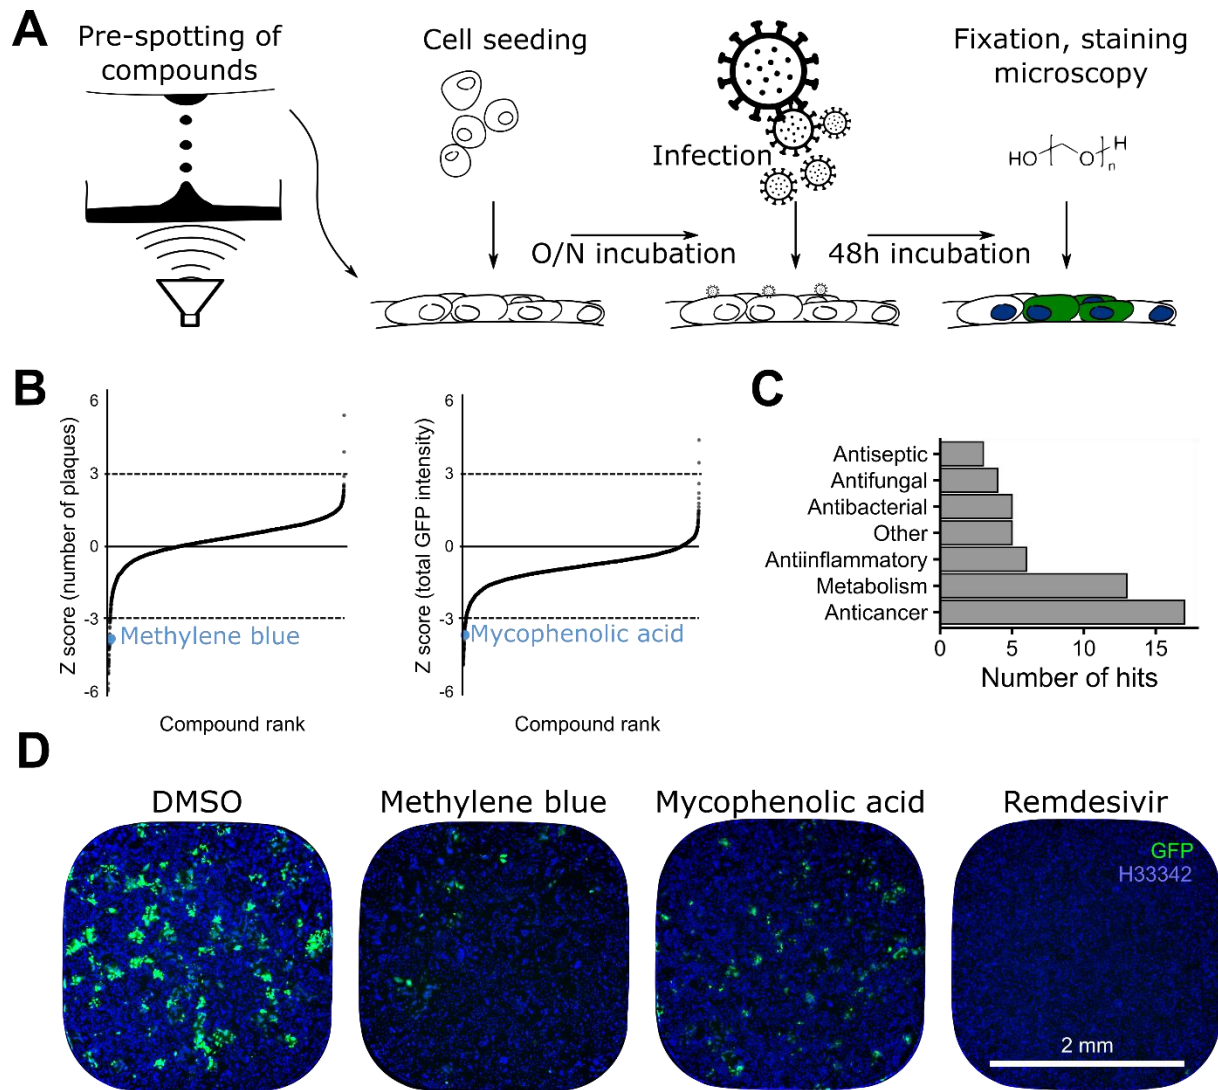 A
Pre-spotting of
compounds
Cell seeding
Infection
Fixation, staining
microscopy
HO
O
H
n
O/N incubation
48h incubation
B
Z score (number of plaques)
6
3
0
-3
-6
Methylene blue
Compound rank
Z score (total GFP intensity)
6
3
0
-3
-6
Mycophenolic acid
Compound rank
C
Antiseptic
Antifungal
Antibacterial
Other
Antiinflammatory
Metabolism
Anticancer
0
5
10
15
Number of hits
D
DMSO
Methylene blue
Mycophenolic acid
Remdesivir
GFP
H33342
2 mm